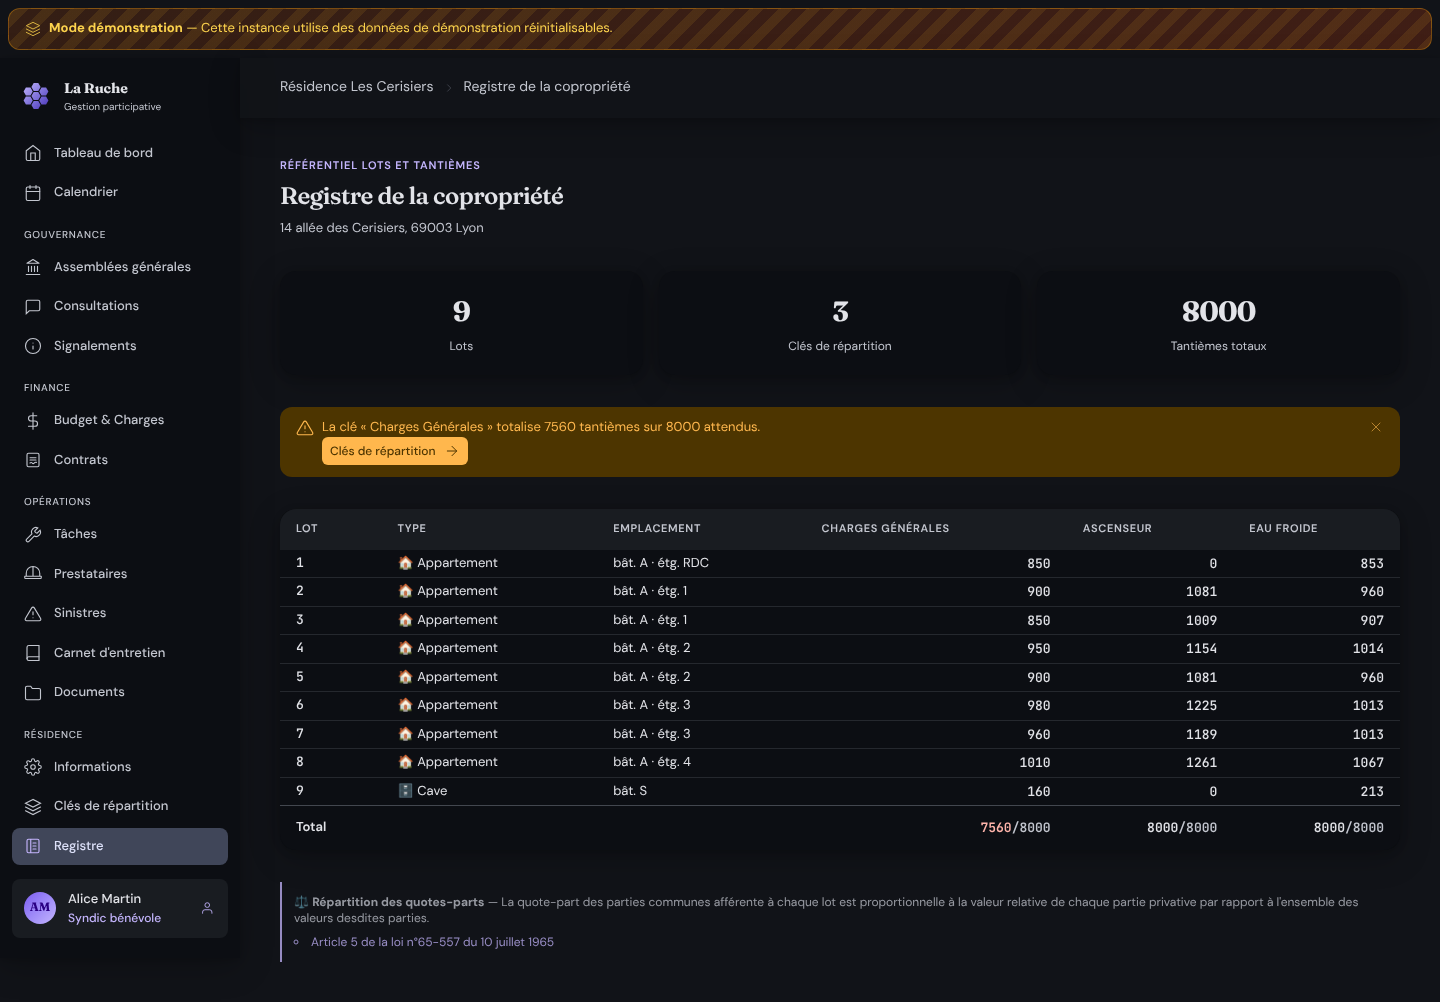 Mode démonstration — Cette instance utilise des données de démonstration réinitialisables.
La Ruche
Gestion participative
Tableau de bord
Calendrier
GOUVERNANCE
Assemblées générales
Consultations
Signalements
FINANCE
Budget & Charges
Contrats
OPÉRATIONS
Tâches
Prestataires
Sinistres
Carnet d'entretien
Documents
RÉSIDENCE
Informations
Clés de répartition
Registre
AM
Alice Martin
Syndic bénévole
Résidence Les Cerisiers > Registre de la copropriété
RÉFÉRENTIEL LOTS ET TANTIÈMES
Registre de la copropriété
14 allée des Cerisiers, 69003 Lyon
9
Lots
3
Clés de répartition
8000
Tantièmes totaux
La clé « Charges Générales » totalise 7560 tantièmes sur 8000 attendus.
Clés de répartition →
LOT TYPE EMPLACEMENT CHARGES GÉNÉRALES ASCENSEUR EAU FROIDE
1 Appartement bât. A · étg. RDC 850 0 853
2 Appartement bât. A · étg. 1 900 1081 960
3 Appartement bât. A · étg. 1 850 1009 907
4 Appartement bât. A · étg. 2 950 1154 1014
5 Appartement bât. A · étg. 2 900 1081 960
6 Appartement bât. A · étg. 3 980 1225 1013
7 Appartement bât. A · étg. 3 960 1189 1013
8 Appartement bât. A · étg. 4 1010 1261 1067
9 Cave bât. S 160 0 213
Total 7560/8000 8000/8000 8000/8000
Répartition des quotes-parts — La quote-part des parties communes afférente à chaque lot est proportionnelle à la valeur relative de chaque partie privative par rapport à l'ensemble des
valeurs desdites parties.
Article 5 de la loi n°65-557 du 10 juillet 1965